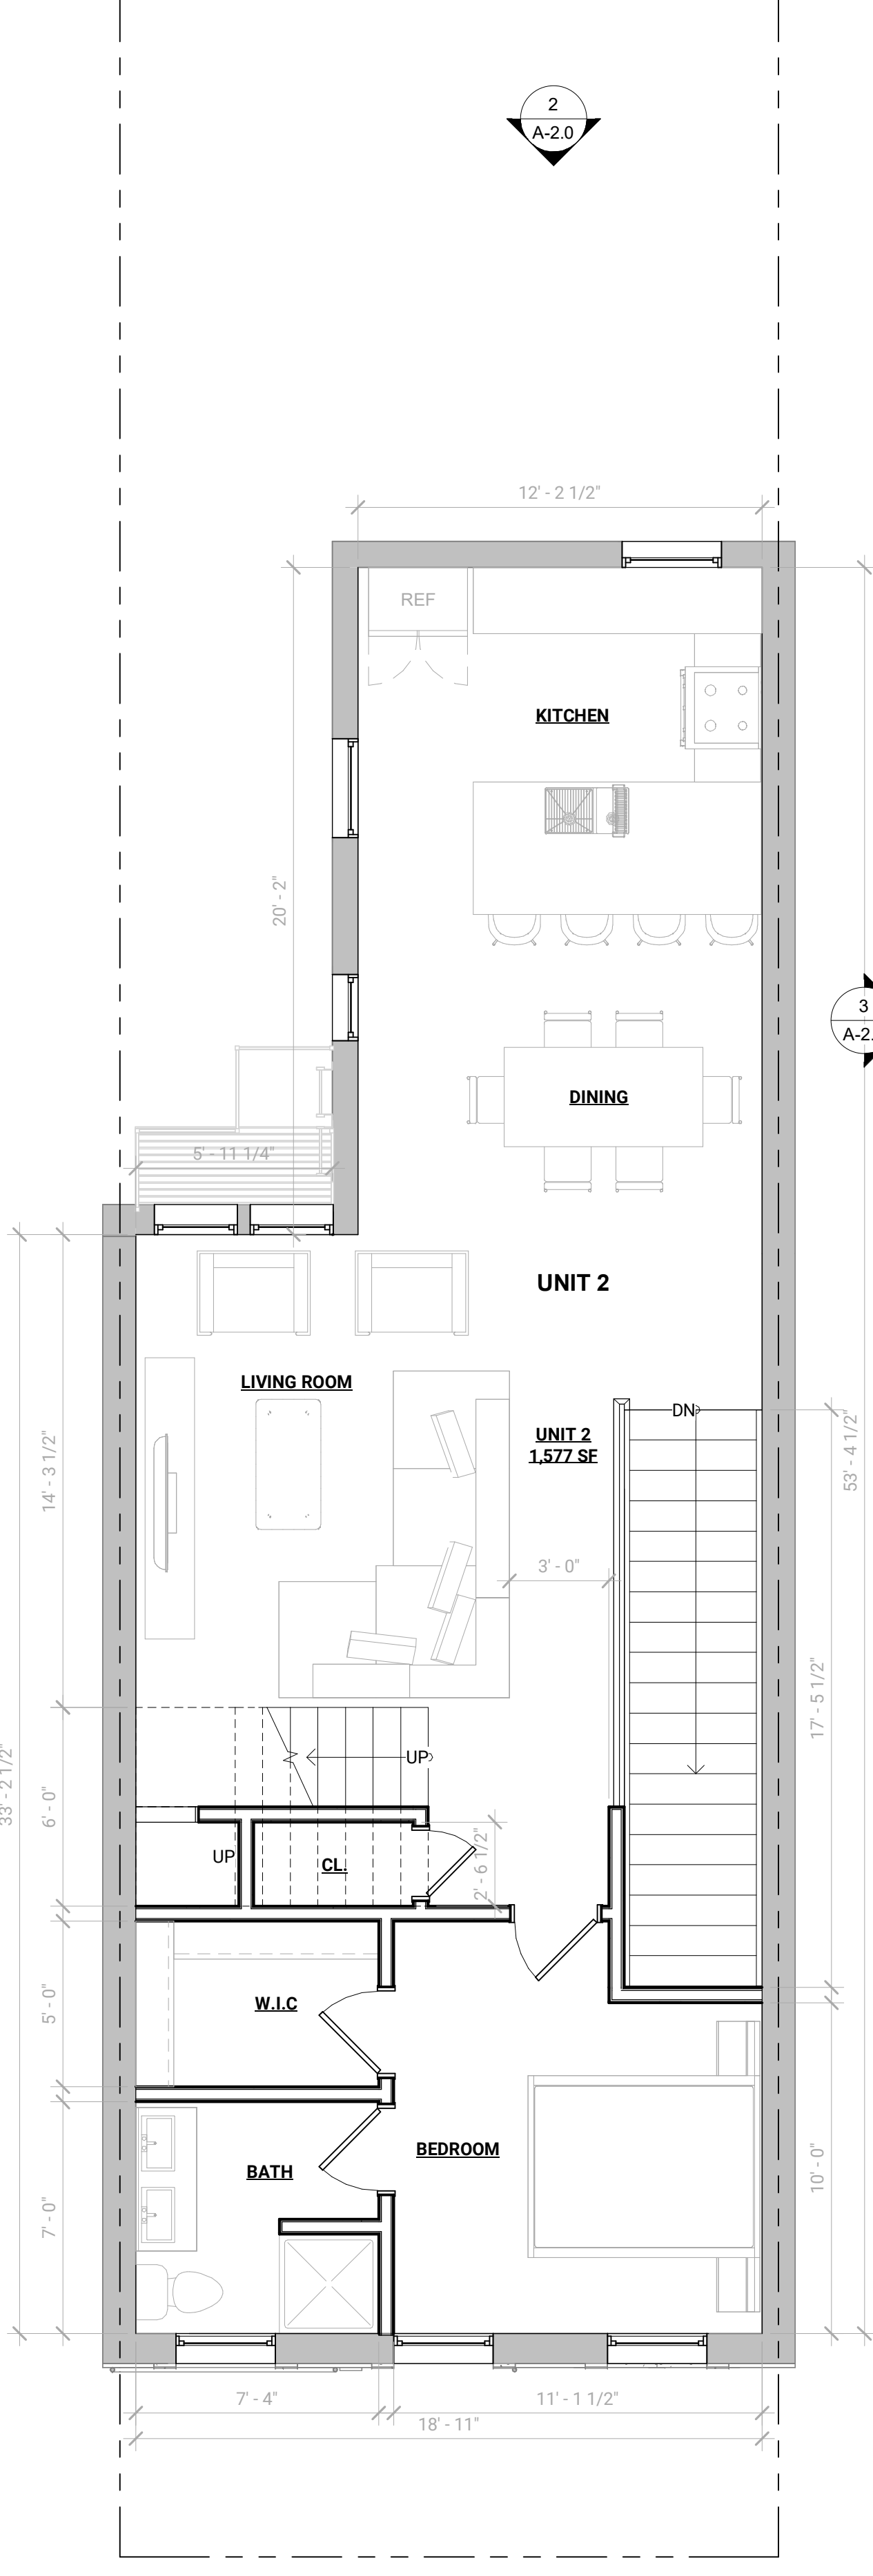 2
A-2.0
12' - 2 1/2"
REF
KITCHEN
20' - 2"
3
A-2.
DINING
5' - 11 1/4"
UNIT 2
LIVING ROOM
DN
UNIT 2
1,577 SF
53' - 4 1/2"
14' - 3 1/2"
3' - 0"
17' - 5 1/2"
UP
33' - 2 1/2"
6' - 0"
UP
CL.
2' - 6 1/2"
5' - 0"
W.I.C
BEDROOM
BATH
10' - 0"
7' - 0"
7' - 4"
11' - 1 1/2"
18' - 11"